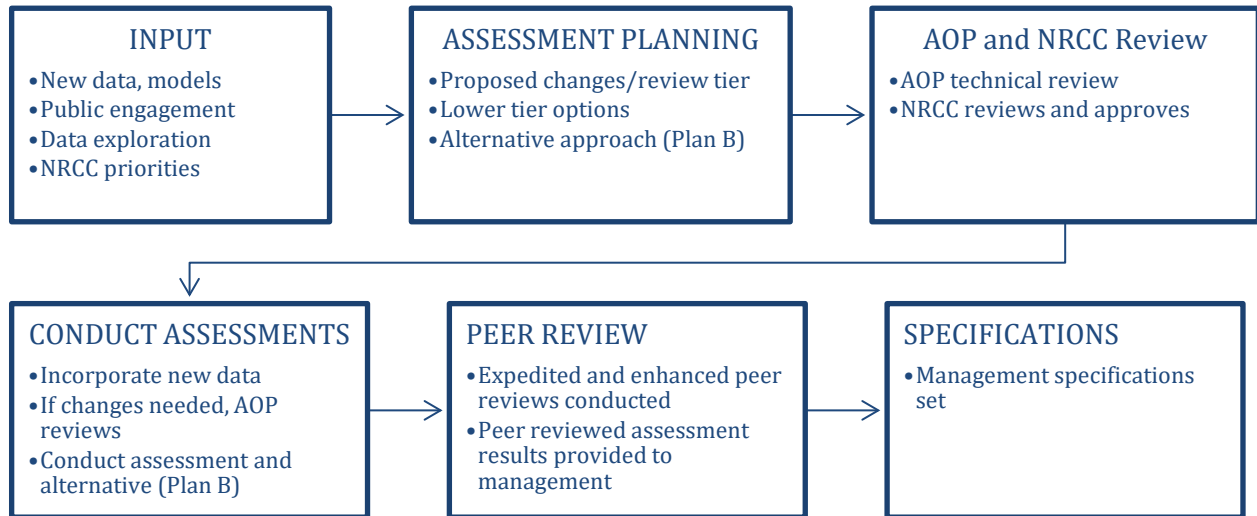 INPUT
•New data, models
•Public engagement
•Data exploration
•NRCC priorities
ASSESSMENT PLANNING
•Proposed changes/review tier
•Lower tier options
•Alternative approach (Plan B)
AOP and NRCC Review
•AOP technical review
•NRCC reviews and approves
CONDUCT ASSESSMENTS
•Incorporate new data
•If changes needed, AOP
reviews
•Conduct assessment and
alternative (Plan B)
PEER REVIEW
•Expedited and enhanced peer
reviews conducted
•Peer reviewed assessment
results provided to
management
SPECIFICATIONS
•Management specifications
set